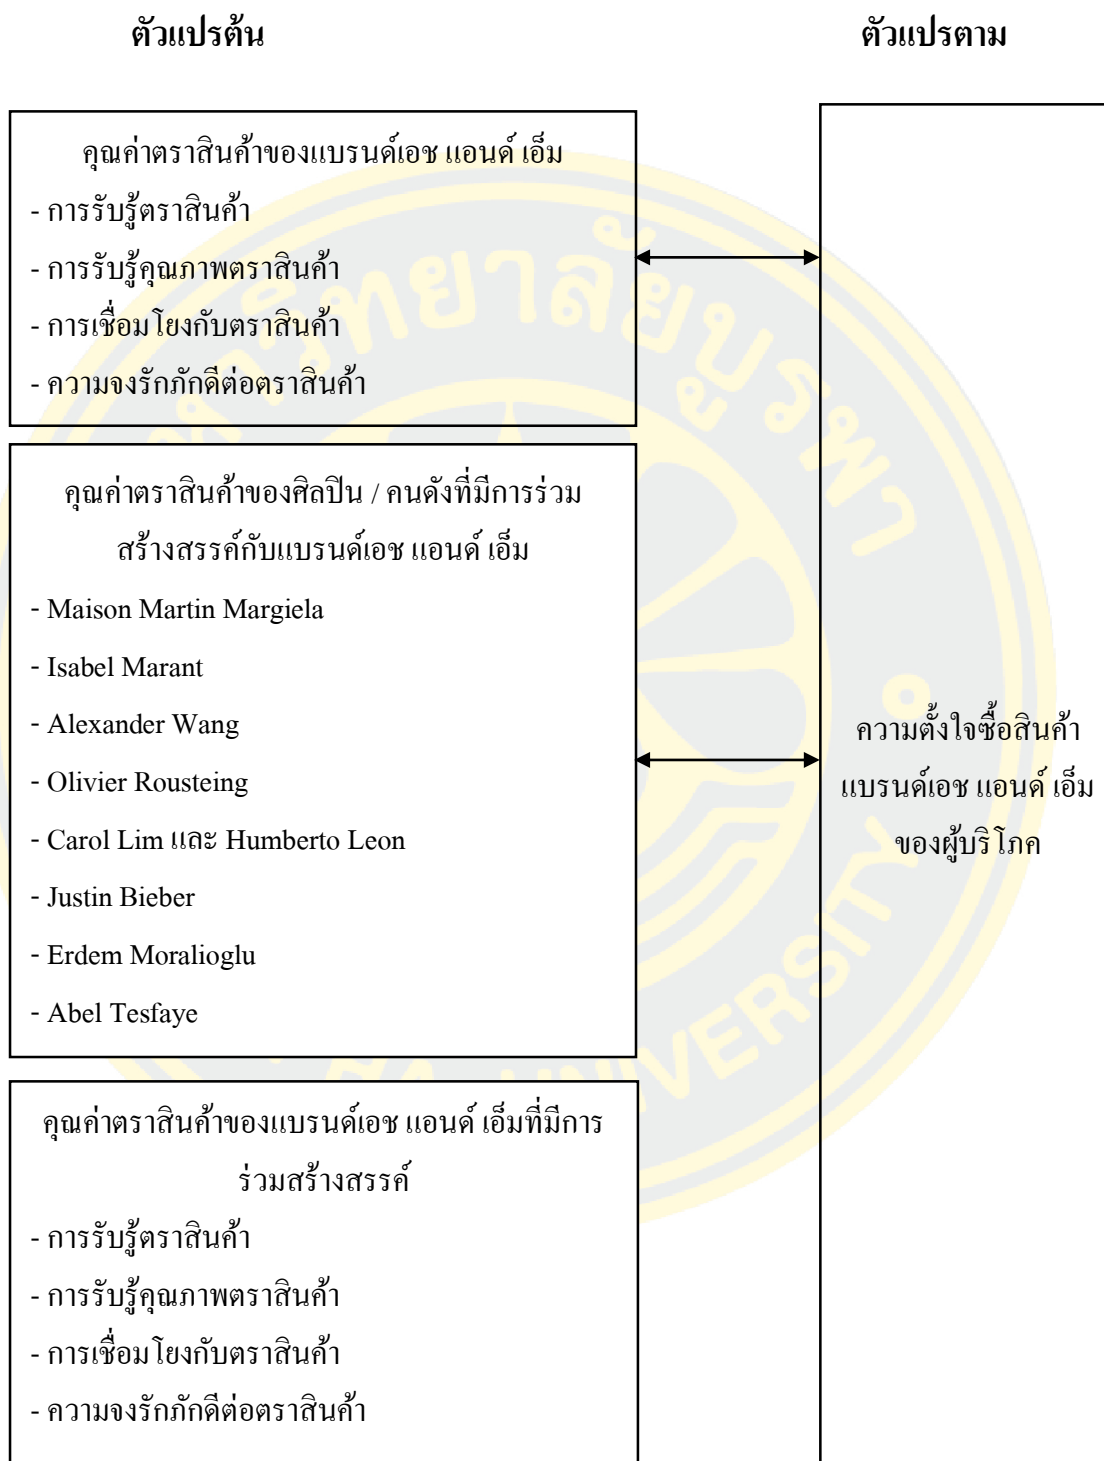 ตัวแปรต้น
ตัวแปรตาม
คุณค่าตราสินค้าของแบรนด์เอช แอนด์ เอ็ม
- การรับรู้ตราสินค้า
- การรับรู้คุณภาพตราสินค้า
- การเชื่อมโยงกับตราสินค้า
- ความจงรักภักดีต่อตราสินค้า
คุณค่าตราสินค้าของศิลปิน / คนดังที่มีการร่วม
สร้างสรรค์กับแบรนด์เอช แอนด์ เอ็ม
- Maison Martin Margiela
- Isabel Marant
- Alexander Wang
- Olivier Rousteing
- Carol Lim และ Humberto Leon
- Justin Bieber
- Erdem Moralioglu
- Abel Tesfaye
ความตั้งใจซื้อสินค้า
แบรนด์เอช แอนด์ เอ็ม
ของผู้บริโภค
คุณค่าตราสินค้าของแบรนด์เอช แอนด์ เอ็มที่มีการ
ร่วมสร้างสรรค์
- การรับรู้ตราสินค้า
- การรับรู้คุณภาพตราสินค้า
- การเชื่อมโยงกับตราสินค้า
- ความจงรักภักดีต่อตราสินค้า